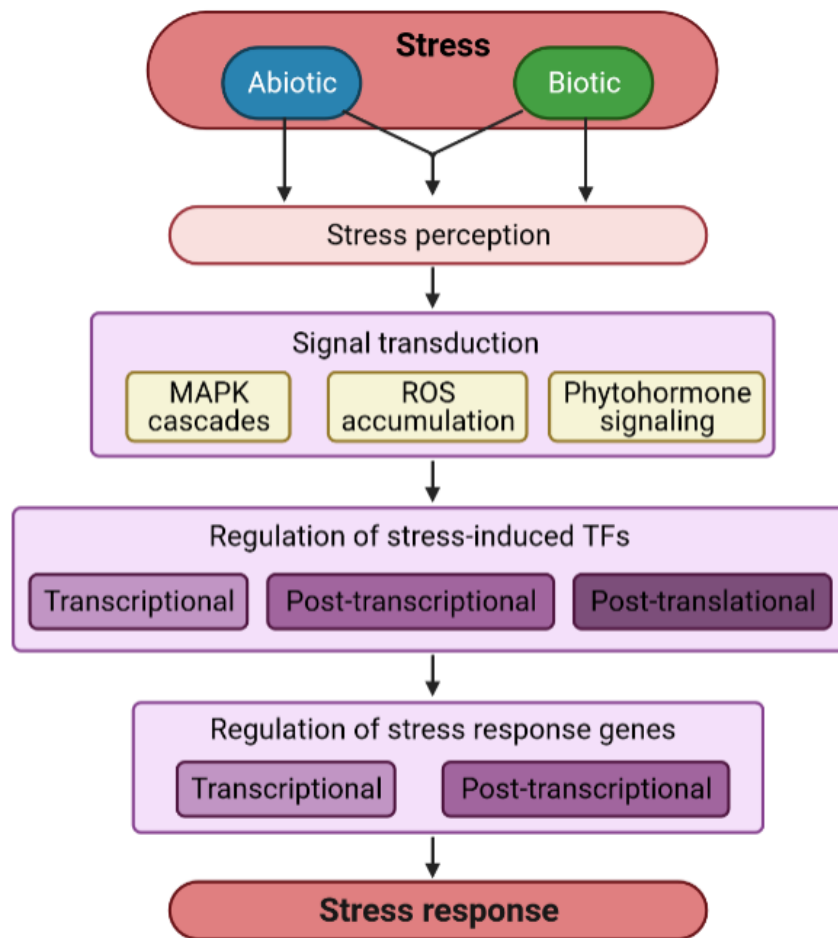 Stress
Abiotic
Biotic
Stress perception
Signal transduction
MAPK
cascades
ROS
accumulation
Phytohormone
signaling
Regulation of stress-induced TFs
Transcriptional
Post-transcriptional
Post-translational
Regulation of stress response genes
Transcriptional
Post-transcriptional
Stress response